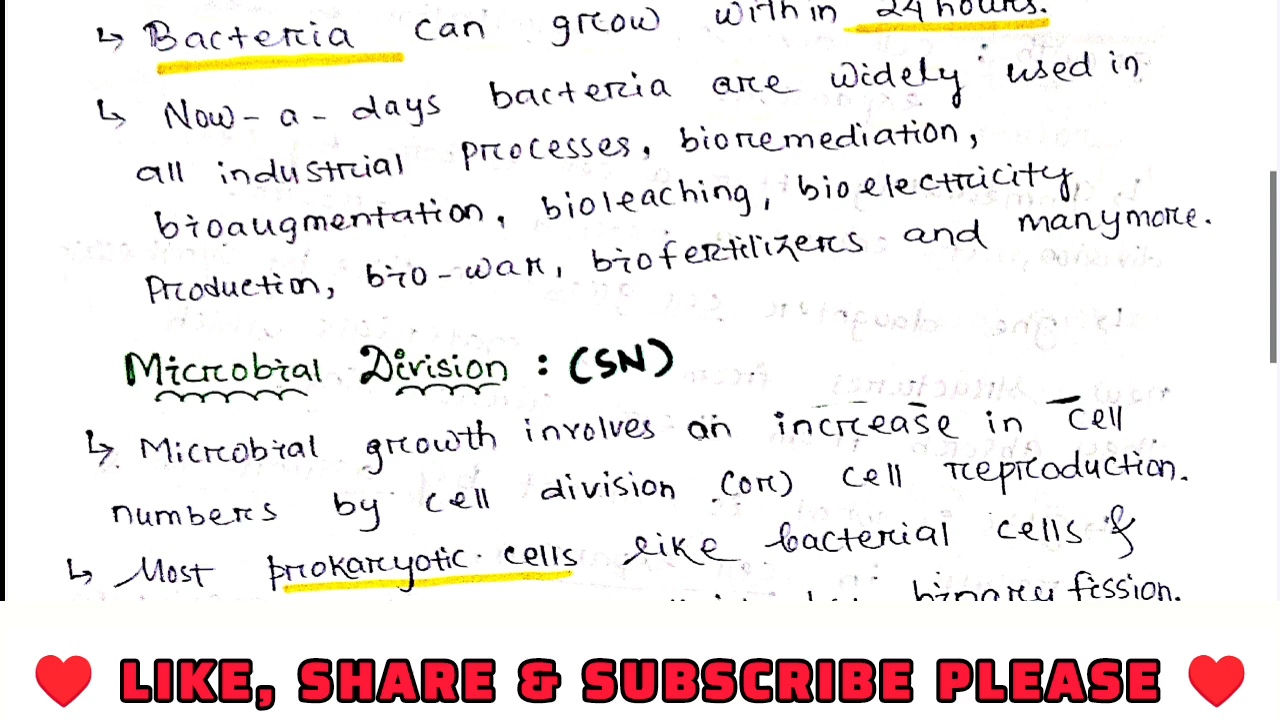 ↳ Bacteria can grow within 24 hours.
↳ Now-a-days bacteria are widely used in
all industrial processes, bioremediation,
bioaugmentation, bioleaching, bioelectricity
production, bio-war, biofertilizers and manymore.
Microbial Division : (SN)
↳ Microbial growth involves an increase in cell
numbers by cell division (or) cell reproduction.
↳ Most prokaryotic cells like bacterial cells &
binary fission.
LIKE, SHARE & SUBSCRIBE PLEASE